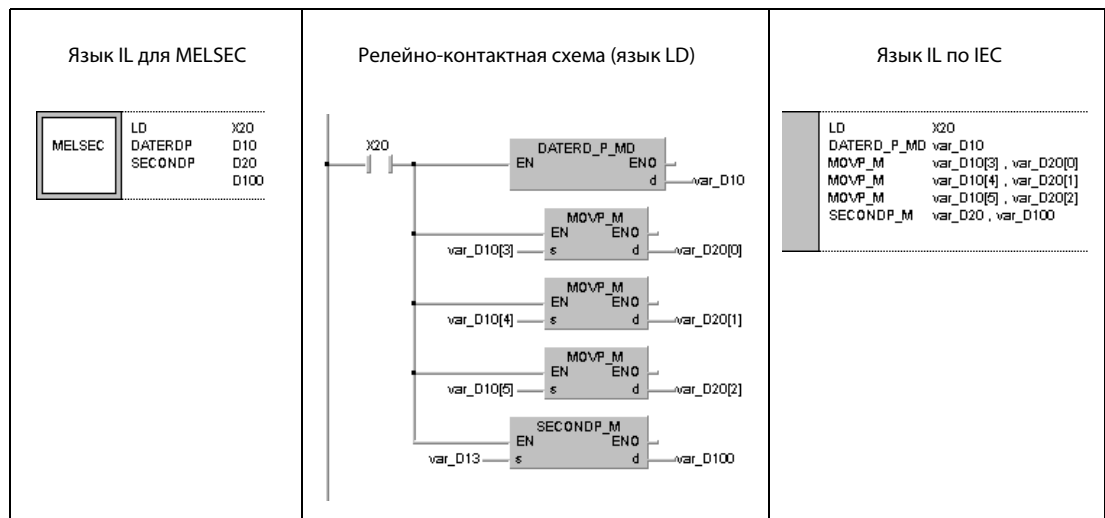 Язык IL для MELSEC
MELSEC
LD X20
DATERDP D10
SECONDP D20
D100
Релейно-контактная схема (язык LD)
X20
DATERD_P_MD
EN ENO
d var_D10
MOVP_M
EN ENO
var_D10[3] s d var_D20[0]
MOVP_M
EN ENO
var_D10[4] s d var_D20[1]
MOVP_M
EN ENO
var_D10[5] s d var_D20[2]
SECONDP_M
EN ENO
var_D13 s d var_D100
Язык IL по IEC
LD X20
DATERD_P_MD var_D10
MOVP_M var_D10[3] , var_D20[0]
MOVP_M var_D10[4] , var_D20[1]
MOVP_M var_D10[5] , var_D20[2]
SECONDP_M var_D20 , var_D100